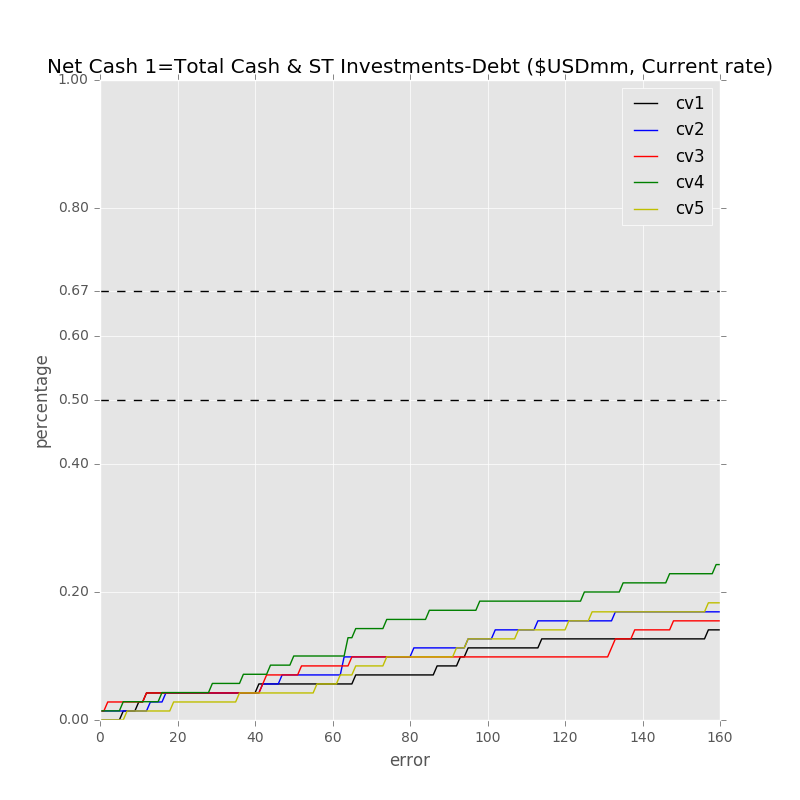 Net Cash 1=Total Cash & ST Investments-Debt ($USDmm, Current rate)
1.00
0.80
0.67
0.60
0.50
0.40
0.20
0.00
percentage
cv1
cv2
cv3
cv4
cv5
0 20 40 60 80 100 120 140 160
error